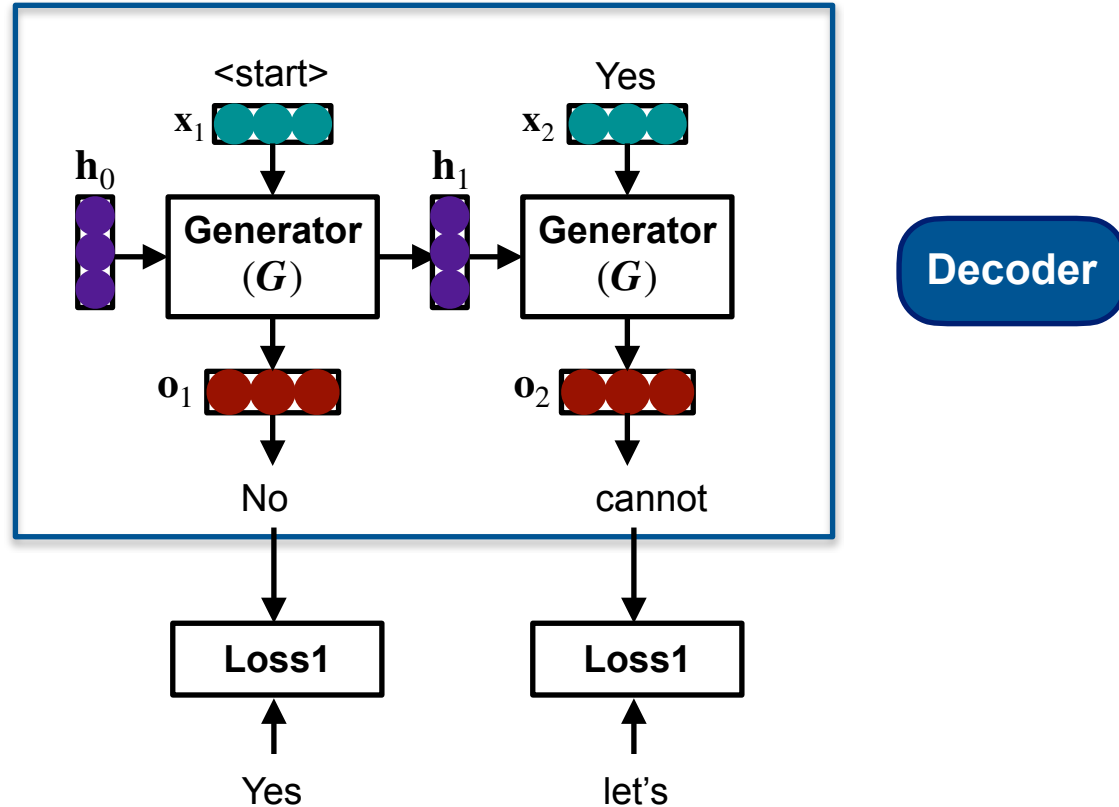 <start> Yes
x₁ x₂
h₀ h₁
Generator Generator Decoder
(G) (G)
o₁ o₂
No cannot
Loss1 Loss1
Yes let's